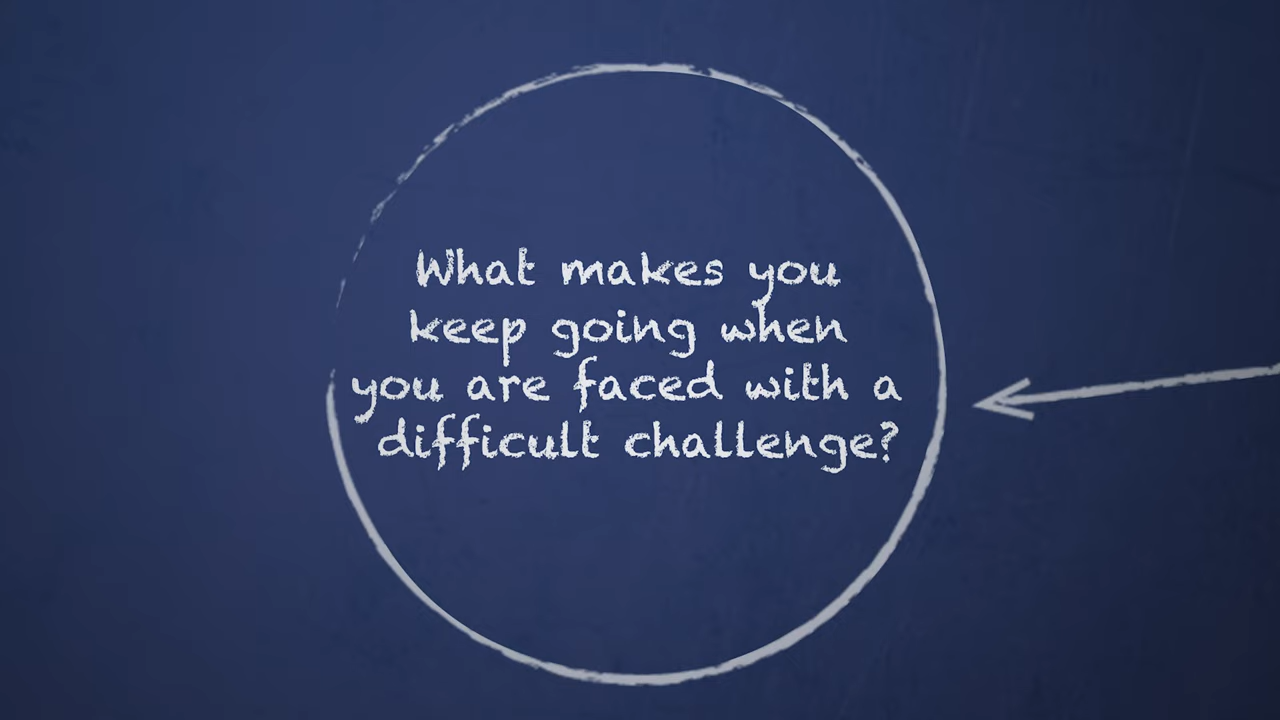 What makes you
keep going when
you are faced with a
difficult challenge?